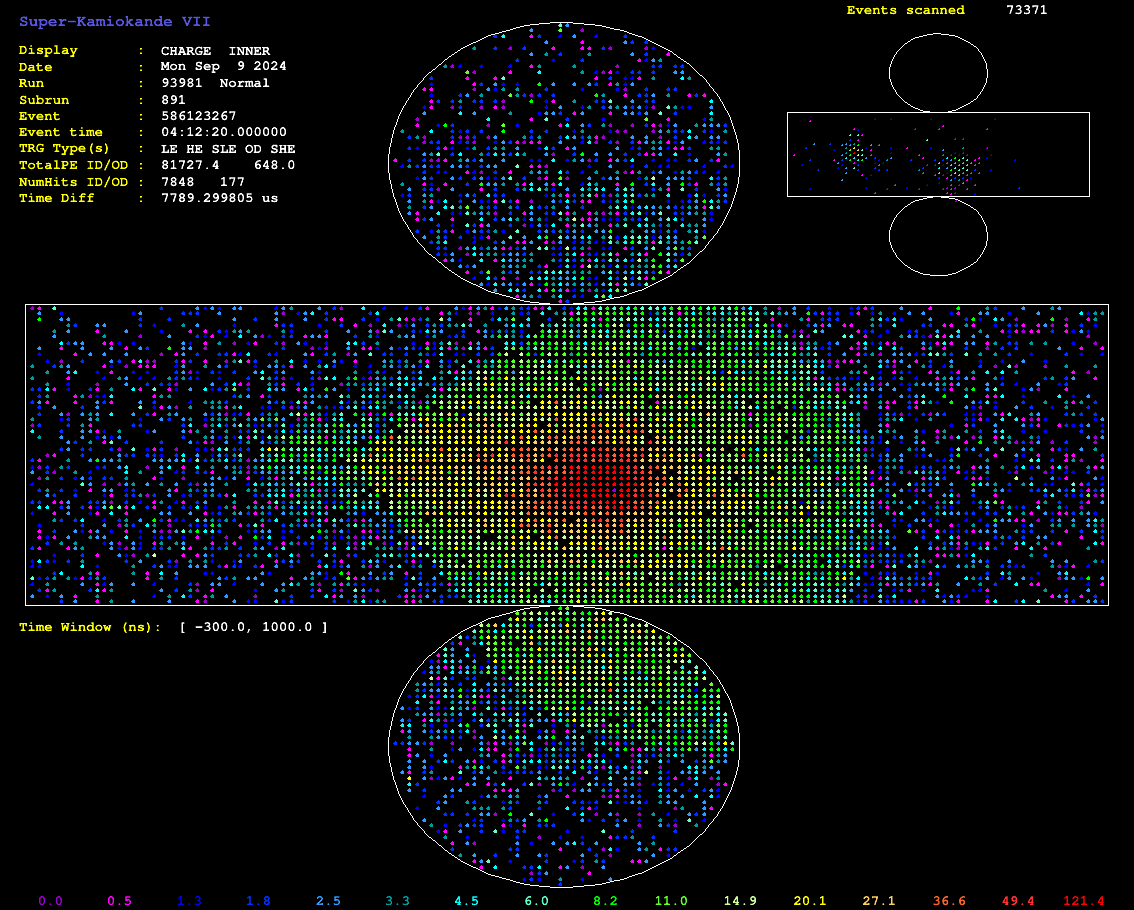 Super-Kamiokande VII
Events scanned 73371
Display : CHARGE INNER
Date : Mon Sep 9 2024
Run : 93981 Normal
Subrun : 891
Event : 586123267
Event time : 04:12:20.000000
TRG Type(s) : LE HE SLE OD SHE
TotalPE ID/OD : 81727.4 648.0
NumHits ID/OD : 7848 177
Time Diff : 7789.299805 us
Time Window (ns): [ -300.0, 1000.0 ]
0.0 0.5 1.3 1.8 2.5 3.3 4.5 6.0 8.2 11.0 14.9 20.1 27.1 36.6 49.4 121.4